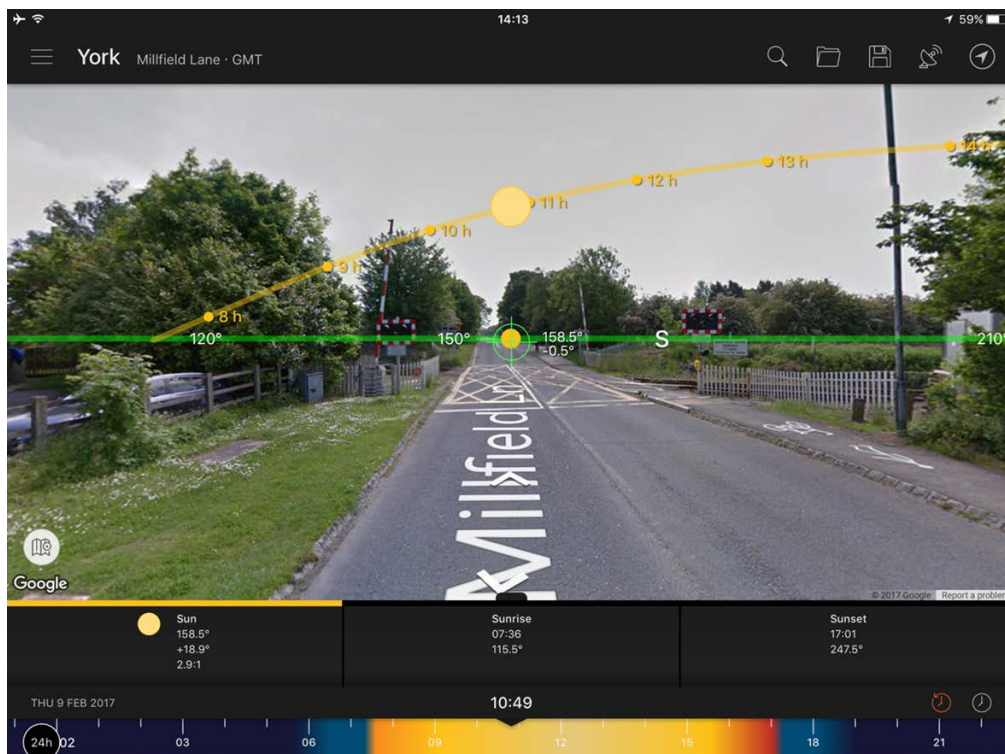 14:13
59%
York Millfield Lane · GMT
14 h
13 h
12 h
11 h
10 h
9 h
8 h
120°
150°
158.5°
-0.5°
S
210°
Millfield Ln
Google
© 2017 Google Report a problem
Sun
158.5°
+18.9°
2.9:1
Sunrise
07:36
115.5°
Sunset
17:01
247.5°
THU 9 FEB 2017
10:49
24h 02 03 06 09 12 15 18 21